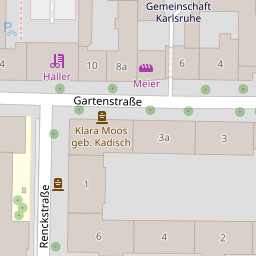 Gemeinschaft
Karlsruhe
4
Haller
10
8a
Meier
6
4
Gartenstraße
Klara Moos
geb. Kadisch
3a
3
1
Renckstraße
6
4
2